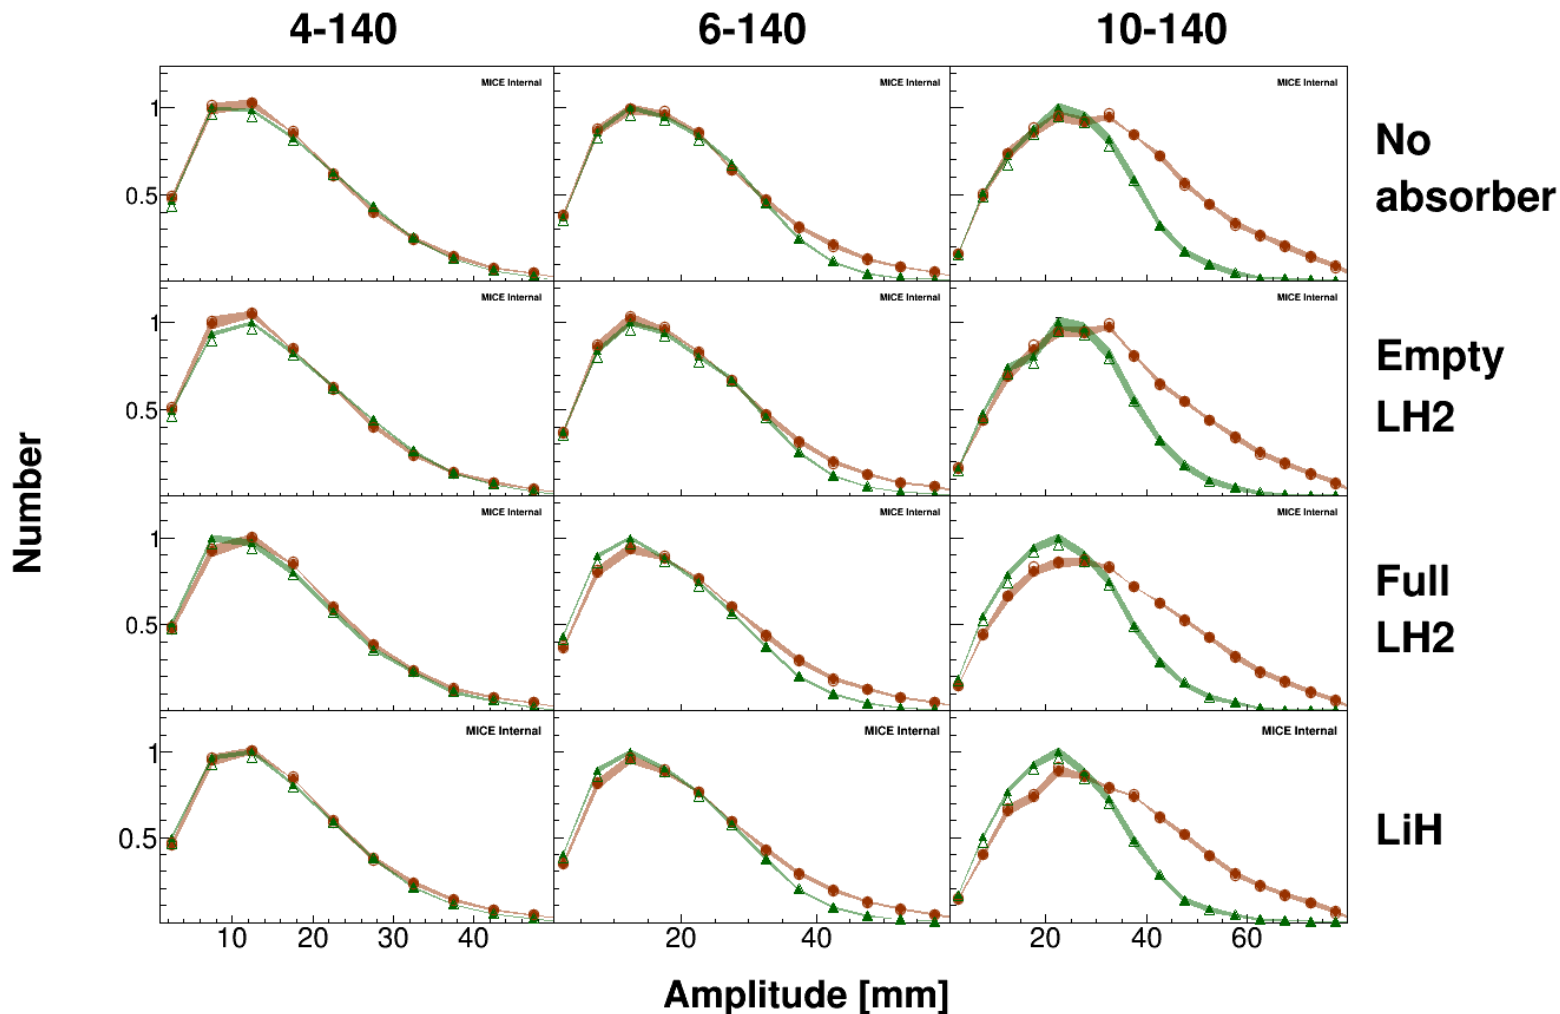 4-140 6-140 10-140
MICE Internal MICE Internal MICE Internal
1
0.5
No
absorber
MICE Internal MICE Internal MICE Internal
1
0.5
Empty
LH2
Number
MICE Internal MICE Internal MICE Internal
1
0.5
Full
LH2
MICE Internal MICE Internal MICE Internal
1
0.5
LiH
10 20 30 40 20 40 20 40 60
Amplitude [mm]